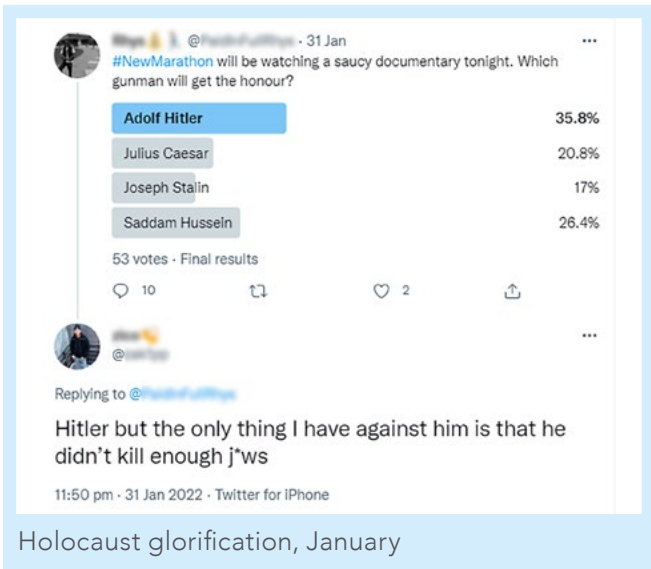 · 31 Jan
#NewMarathon will be watching a saucy documentary tonight. Which
gunman will get the honour?
Adolf Hitler 35.8%
Julius Caesar 20.8%
Joseph Stalin 17%
Saddam Hussein 26.4%
53 votes · Final results
10 2
@
Replying to @
Hitler but the only thing I have against him is that he
didn't kill enough j*ws
11:50 pm · 31 Jan 2022 · Twitter for iPhone
Holocaust glorification, January